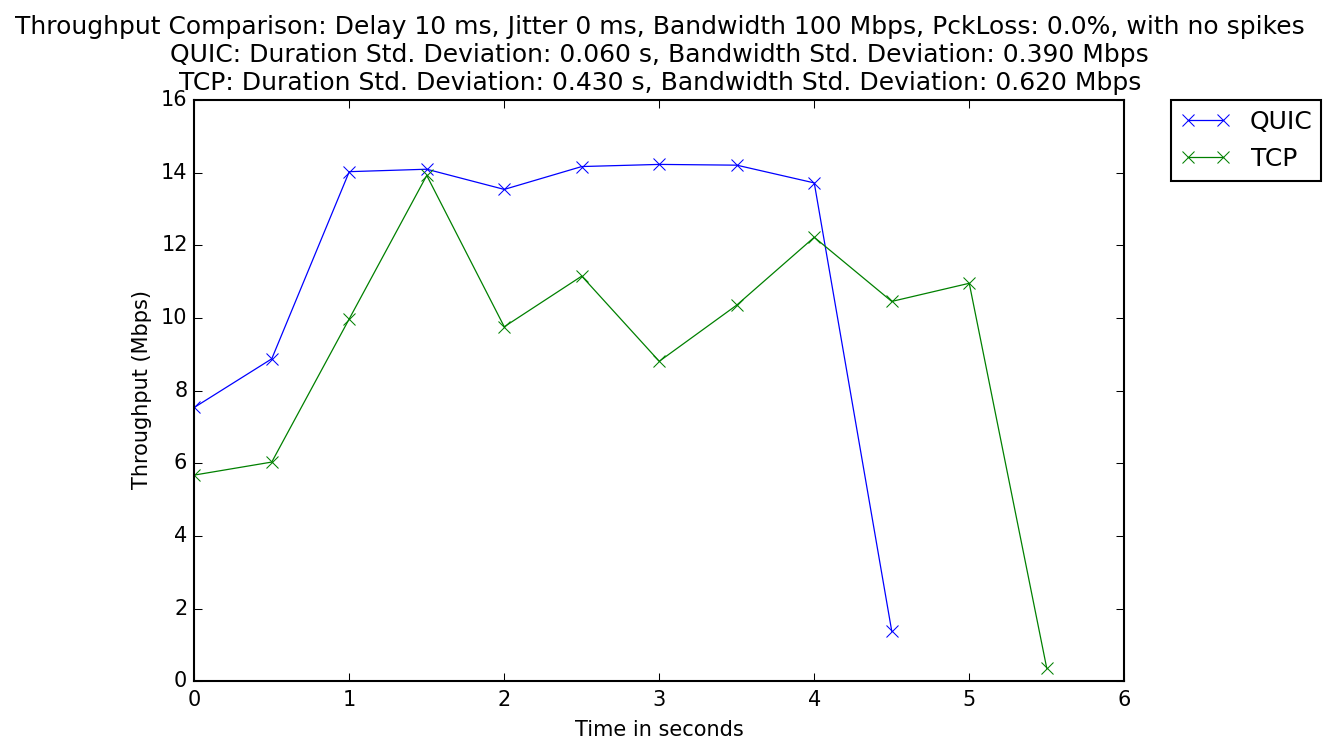 Throughput Comparison: Delay 10 ms, Jitter 0 ms, Bandwidth 100 Mbps, PckLoss: 0.0%, with no spikes
QUIC: Duration Std. Deviation: 0.060 s, Bandwidth Std. Deviation: 0.390 Mbps
TCP: Duration Std. Deviation: 0.430 s, Bandwidth Std. Deviation: 0.620 Mbps
QUIC
TCP
Throughput (Mbps)
16
14
12
10
8
6
4
2
0
0 1 2 3 4 5 6
Time in seconds